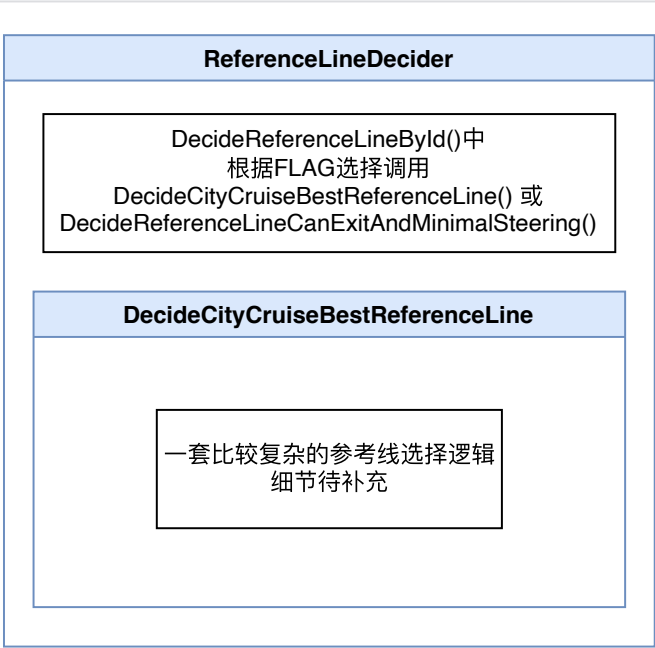 ReferenceLineDecider
DecideReferenceLineById()中
根据FLAG选择调用
DecideCityCruiseBestReferenceLine() 或
DecideReferenceLineCanExitAndMinimalSteering()
DecideCityCruiseBestReferenceLine
一套比较复杂的参考线选择逻辑
细节待补充